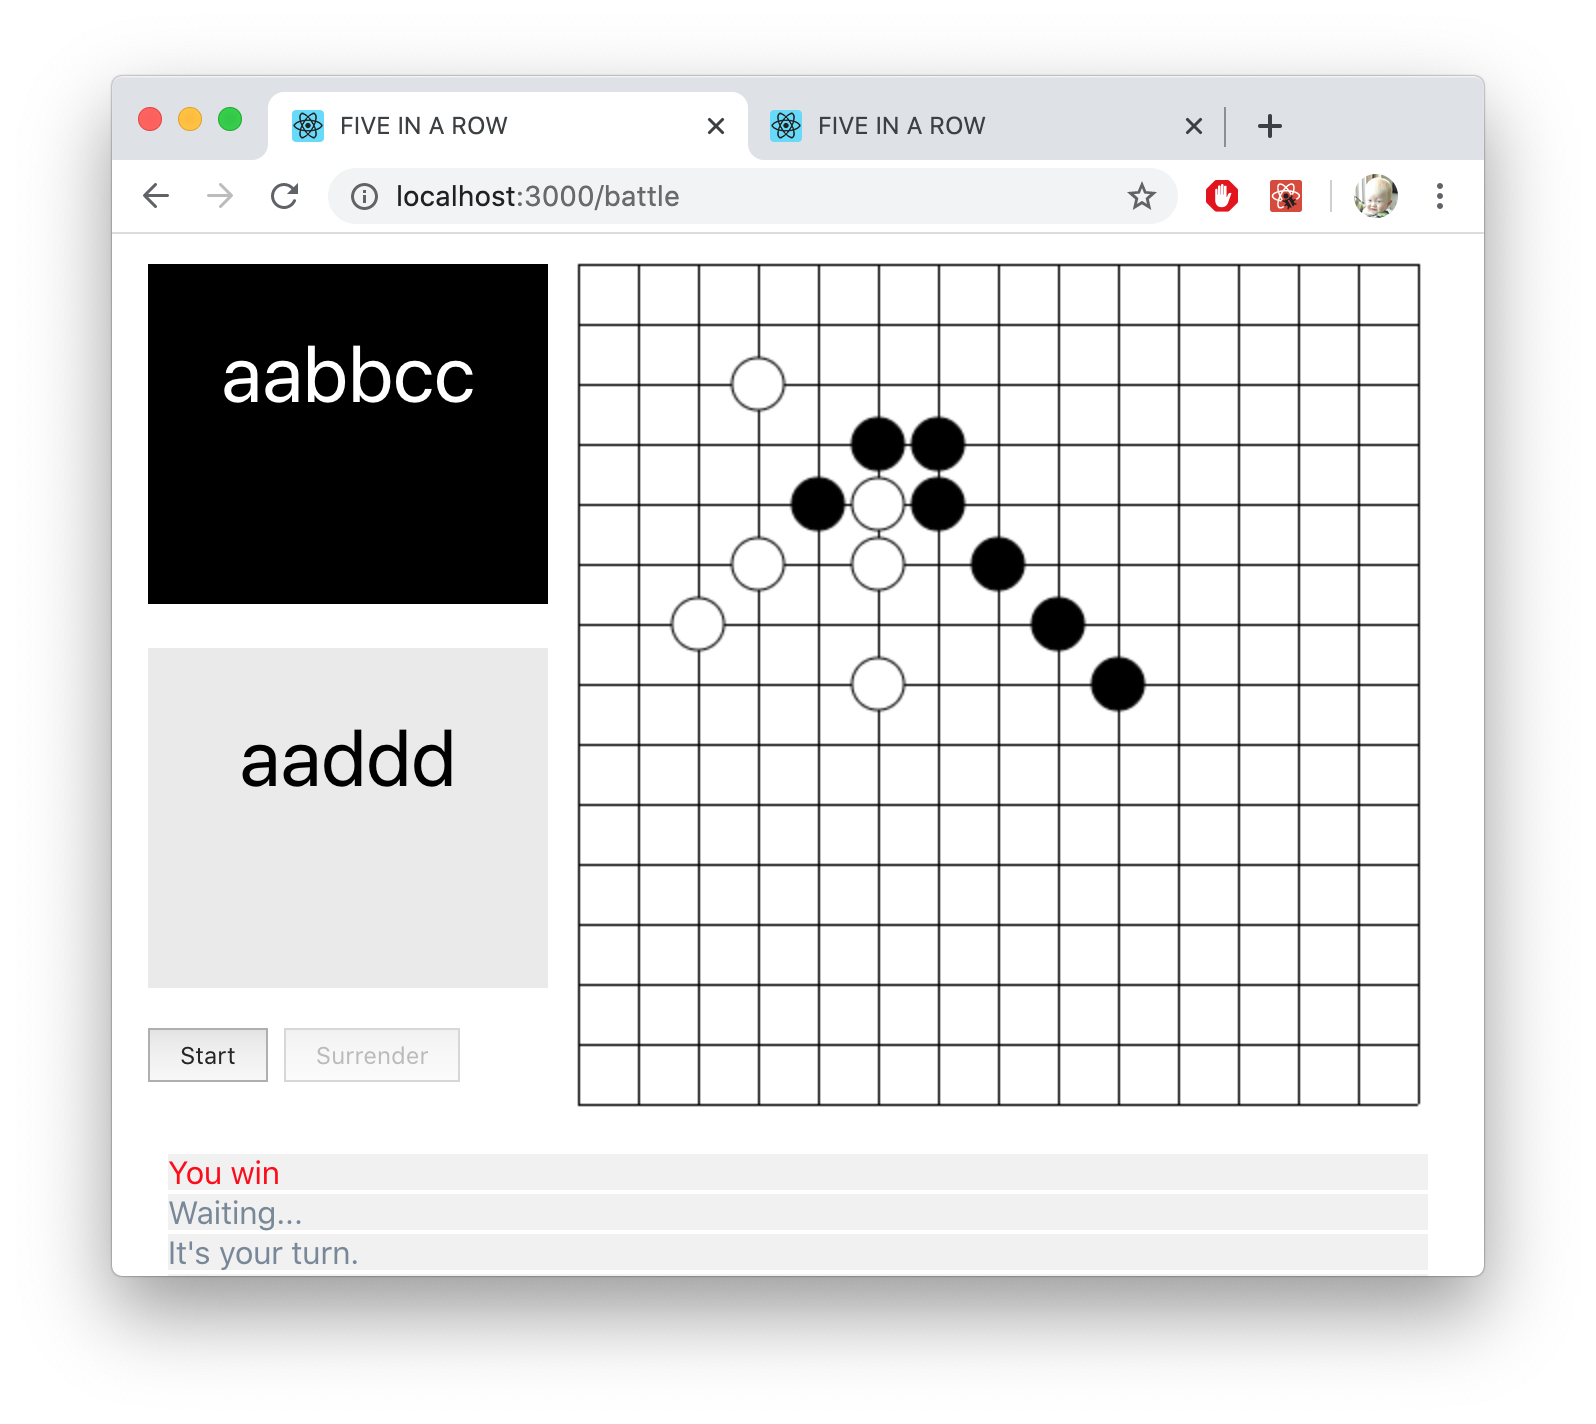 FIVE IN A ROW
FIVE IN A ROW
localhost:3000/battle
aabbcc
aaddd
Start
Surrender
You win
Waiting...
It's your turn.